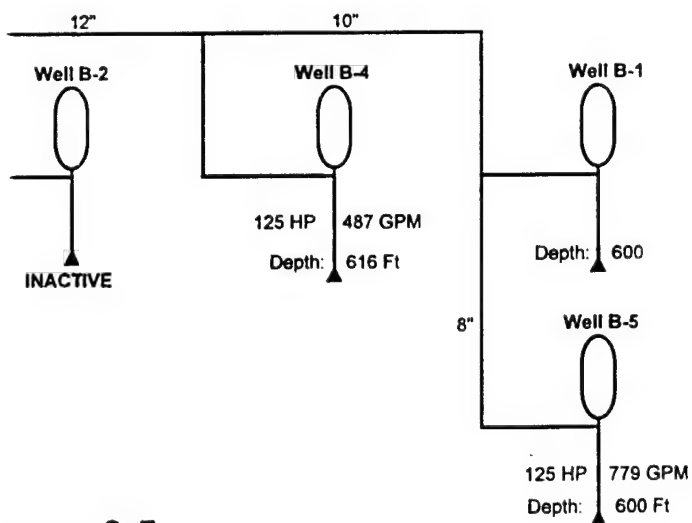 12" 10"
Well B-2 Well B-4 Well B-1
125 HP 487 GPM
Depth: 616 Ft
Depth: 600
INACTIVE
8"
Well B-5
125 HP 779 GPM
Depth: 600 Ft